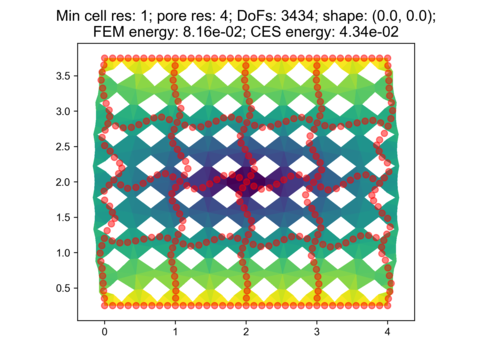 Min cell res: 1; pore res: 4; DoFs: 3434; shape: (0.0, 0.0);
FEM energy: 8.16e-02; CES energy: 4.34e-02
3.5
3.0
2.5
2.0
1.5
1.0
0.5
0 1 2 3 4